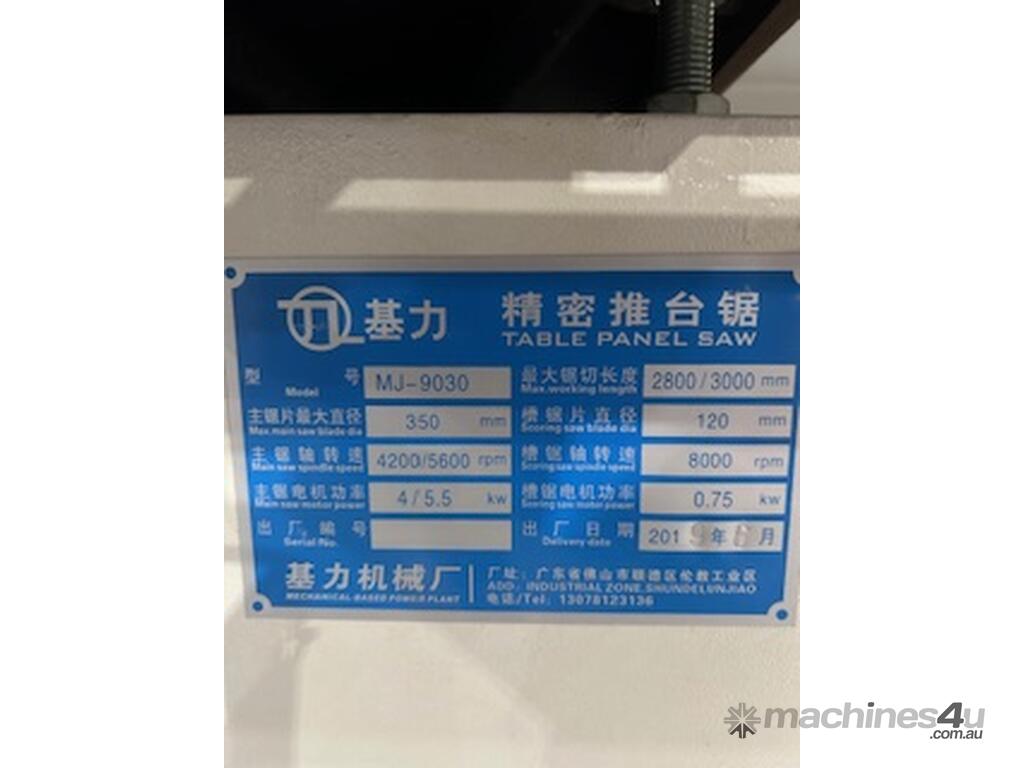 基力 精密推台锯
TABLE PANEL SAW
型号 MJ-9030 最大锯切长度 2800/3000 mm
Model Max.working length
主锯片最大直径 350 mm 槽锯片直径 120 mm
Max.main saw blade dia Scoring saw blade dia
主锯轴转速 4200/5600 rpm 槽锯轴转速 8000 rpm
Main saw spindle speed Scoring saw spindle speed
主锯电机功率 4/5.5 kw 槽锯电机功率 0.75 kw
Main saw motor power Scoring saw motor power
出厂编号 出厂日期 2019年 月
Serial No. Delivery date
基力机械厂 厂址：广东省佛山市顺德区伦教工业区
MECHANICAL-BASED POWER PLANT ADD: INDUSTRIAL ZONE,SHUNDELUNJIAO
电话/Tel: 13078123136
machines4u
.com.au